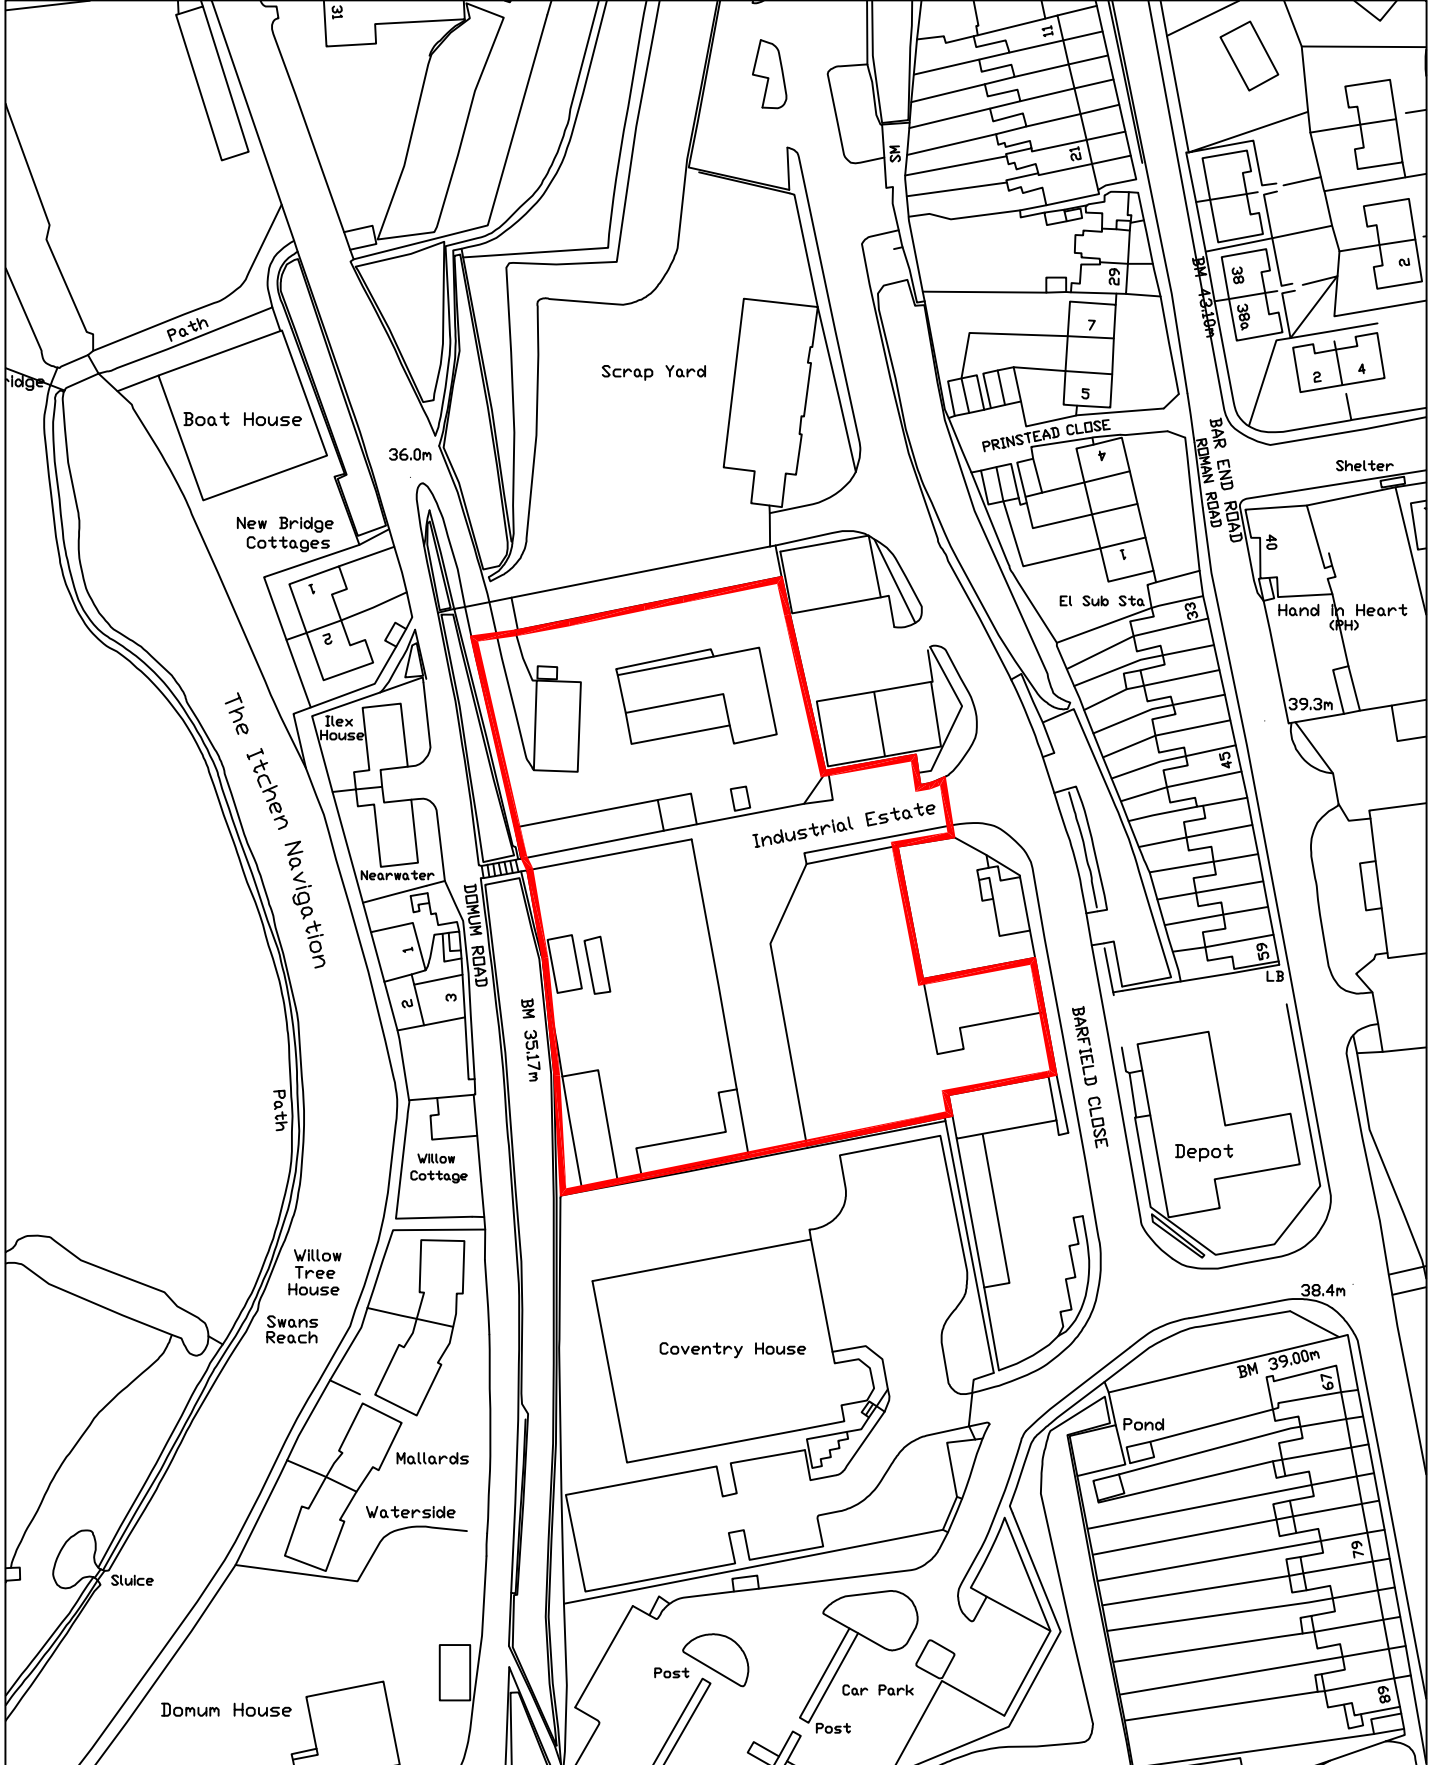 31
11
SM
21
29
BM 43.10m
38
38a
2
Path
7
Scrap Yard
5
2
4
ridge
Boat House
PRINSTEAD CLOSE
BAR END ROAD
ROMAN ROAD
36.0m
4
Shelter
New Bridge
Cottages
40
1
1
El Sub Sta
33
Hand in Heart
(PH)
2
The Itchen Navigation
Ilex
House
39.3m
45
Industrial Estate
Nearwater
DOMUM ROAD
1
59
LB
2
3
BM 35.17m
BARFIELD CLOSE
Path
Depot
Willow
Cottage
Willow
Tree
House
38.4m
Swans
Reach
Coventry House
BM 39.00m
67
Pond
Mallards
Waterside
79
Sluice
Post
Car Park
89
Domum House
Post